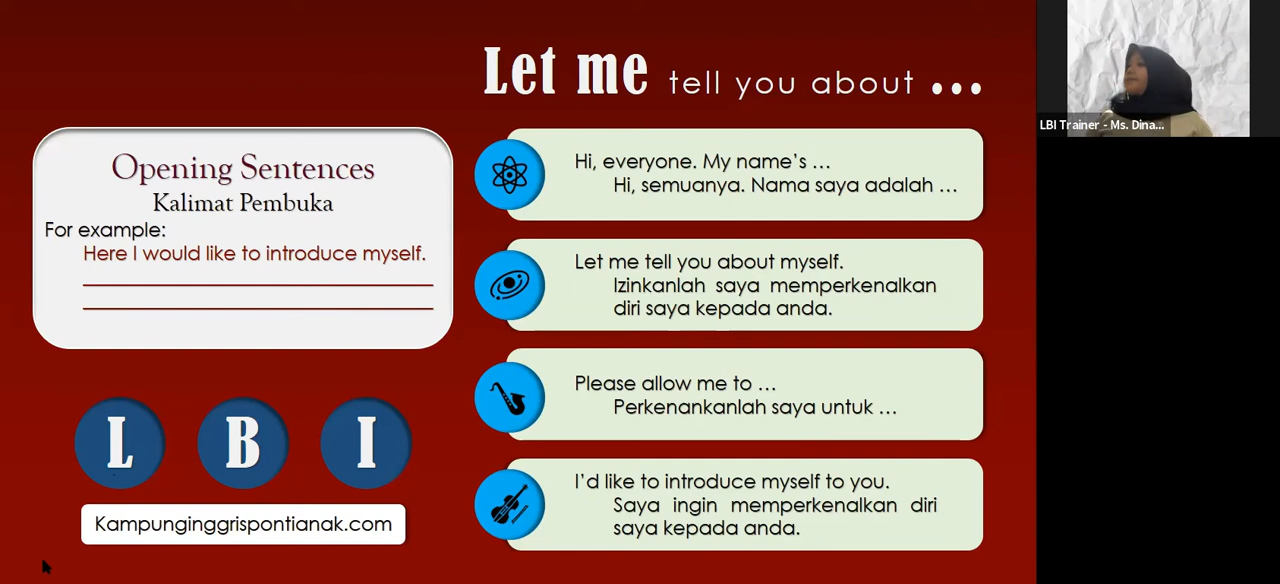 Let me tell you about ...
Opening Sentences
Kalimat Pembuka
For example:
Here I would like to introduce myself.
L B I
Kampunginggrispontianak.com
Hi, everyone. My name’s ...
Hi, semuanya. Nama saya adalah ...
Let me tell you about myself.
Izinkanlah saya memperkenalkan
diri saya kepada anda.
Please allow me to ...
Perkenankanlah saya untuk ...
I’d like to introduce myself to you.
Saya ingin memperkenalkan diri
saya kepada anda.
LBI Trainer - Ms. Dina...